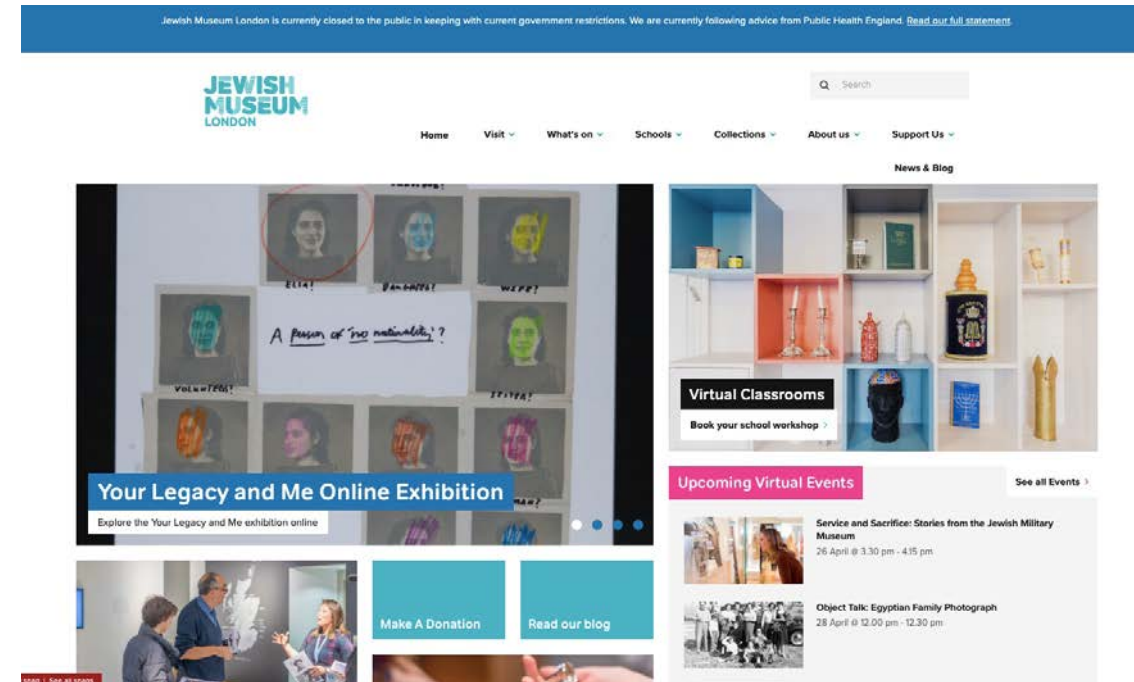 Jewish Museum London is currently closed to the public in keeping with current government restrictions. We are currently following advice from Public Health England. Read our full statement.
JEWISH
MUSEUM
LONDON
Search
Home
Visit
What's on
Schools
Collections
About us
Support Us
News & Blog
ELIA!
WIFE?
A Person of 'no nationality'?
VOLUNTEER!
Your Legacy and Me Online Exhibition
Explore the Your Legacy and Me exhibition online
Virtual Classrooms
Book your school workshop
Upcoming Virtual Events
See all Events
Service and Sacrifice: Stories from the Jewish Military
Museum
26 April @ 3.30 pm - 4.15 pm
Object Talk: Egyptian Family Photograph
28 April @ 12.00 pm - 12.30 pm
Make A Donation
Read our blog
See all snaps